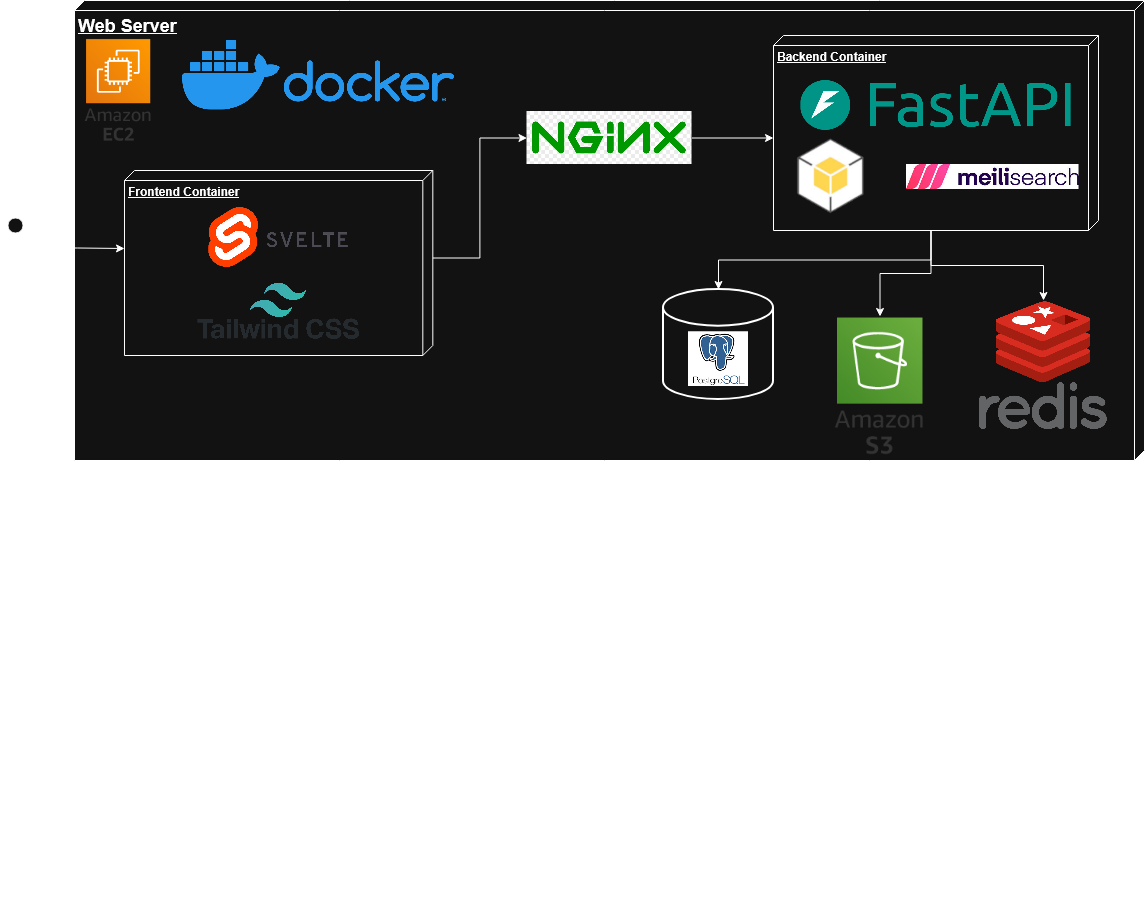 Web Server
Amazon
EC2
docker
Backend Container
FastAPI
NGINX
meilisearch
Frontend Container
SVELTE
Tailwind CSS
PostgreSQL
Amazon
S3
redis